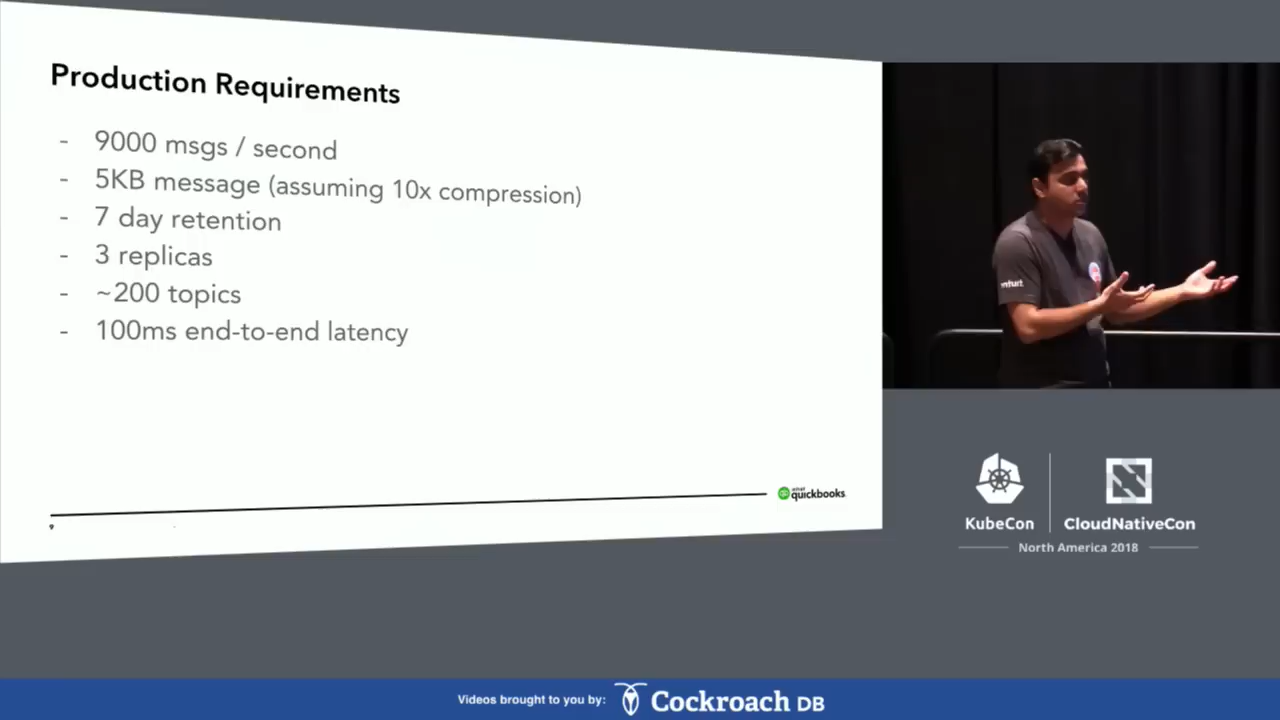 Production Requirements
- 9000 msgs / second
- 5KB message (assuming 10x compression)
- 7 day retention
- 3 replicas
- ~200 topics
- 100ms end-to-end latency
intuit
quickbooks
9
KubeCon
CloudNativeCon
North America 2018
Videos brought to you by:
Cockroach DB